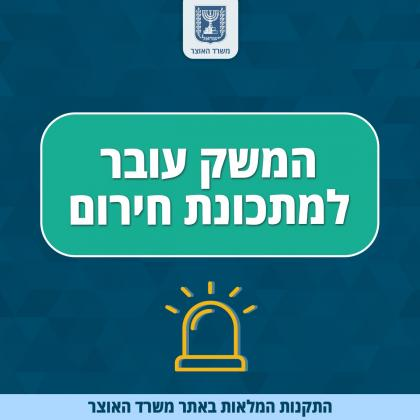 משרד האוצר
המשק עובר
למתכונת חירום
התקנות המלאות באתר משרד האוצר